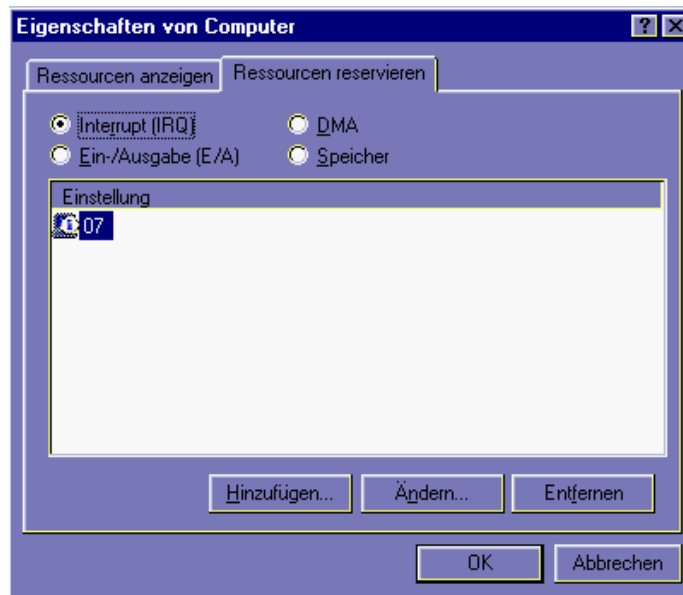 Eigenschaften von Computer
Ressourcen anzeigen Ressourcen reservieren
Interrupt (IRQ) DMA
Ein-/Ausgabe (E/A) Speicher
Einstellung
07
Hinzufügen... Ändern... Entfernen
OK Abbrechen